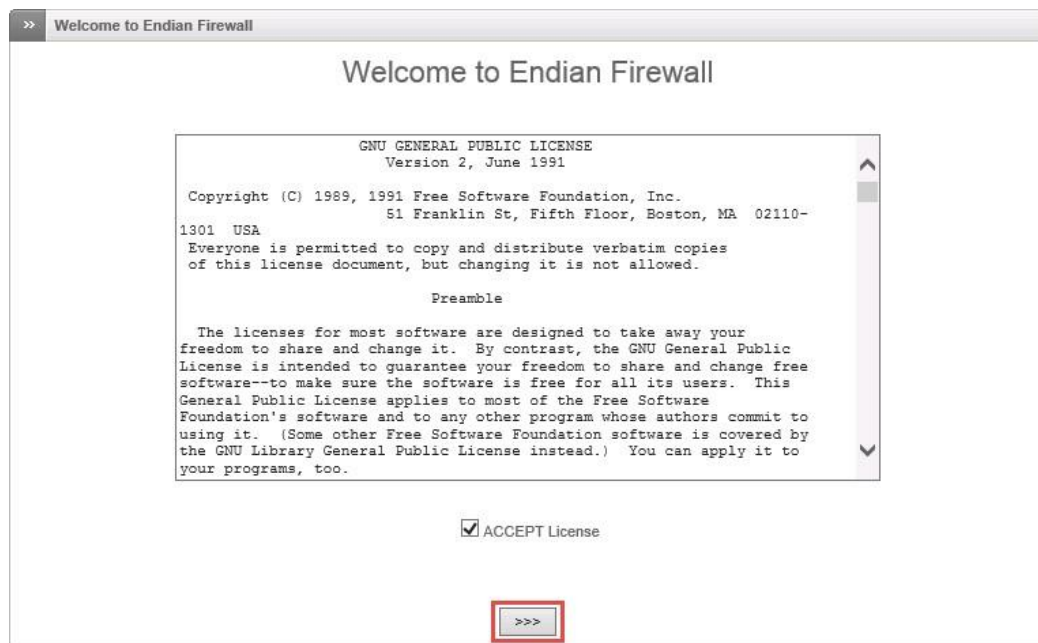 >> Welcome to Endian Firewall
Welcome to Endian Firewall
GNU GENERAL PUBLIC LICENSE
Version 2, June 1991
Copyright (C) 1989, 1991 Free Software Foundation, Inc.
51 Franklin St, Fifth Floor, Boston, MA 02110-
1301 USA
Everyone is permitted to copy and distribute verbatim copies
of this license document, but changing it is not allowed.
Preamble
The licenses for most software are designed to take away your
freedom to share and change it. By contrast, the GNU General Public
License is intended to guarantee your freedom to share and change free
software--to make sure the software is free for all its users. This
General Public License applies to most of the Free Software
Foundation's software and to any other program whose authors commit to
using it. (Some other Free Software Foundation software is covered by
the GNU Library General Public License instead.) You can apply it to
your programs, too.
ACCEPT License
>>>